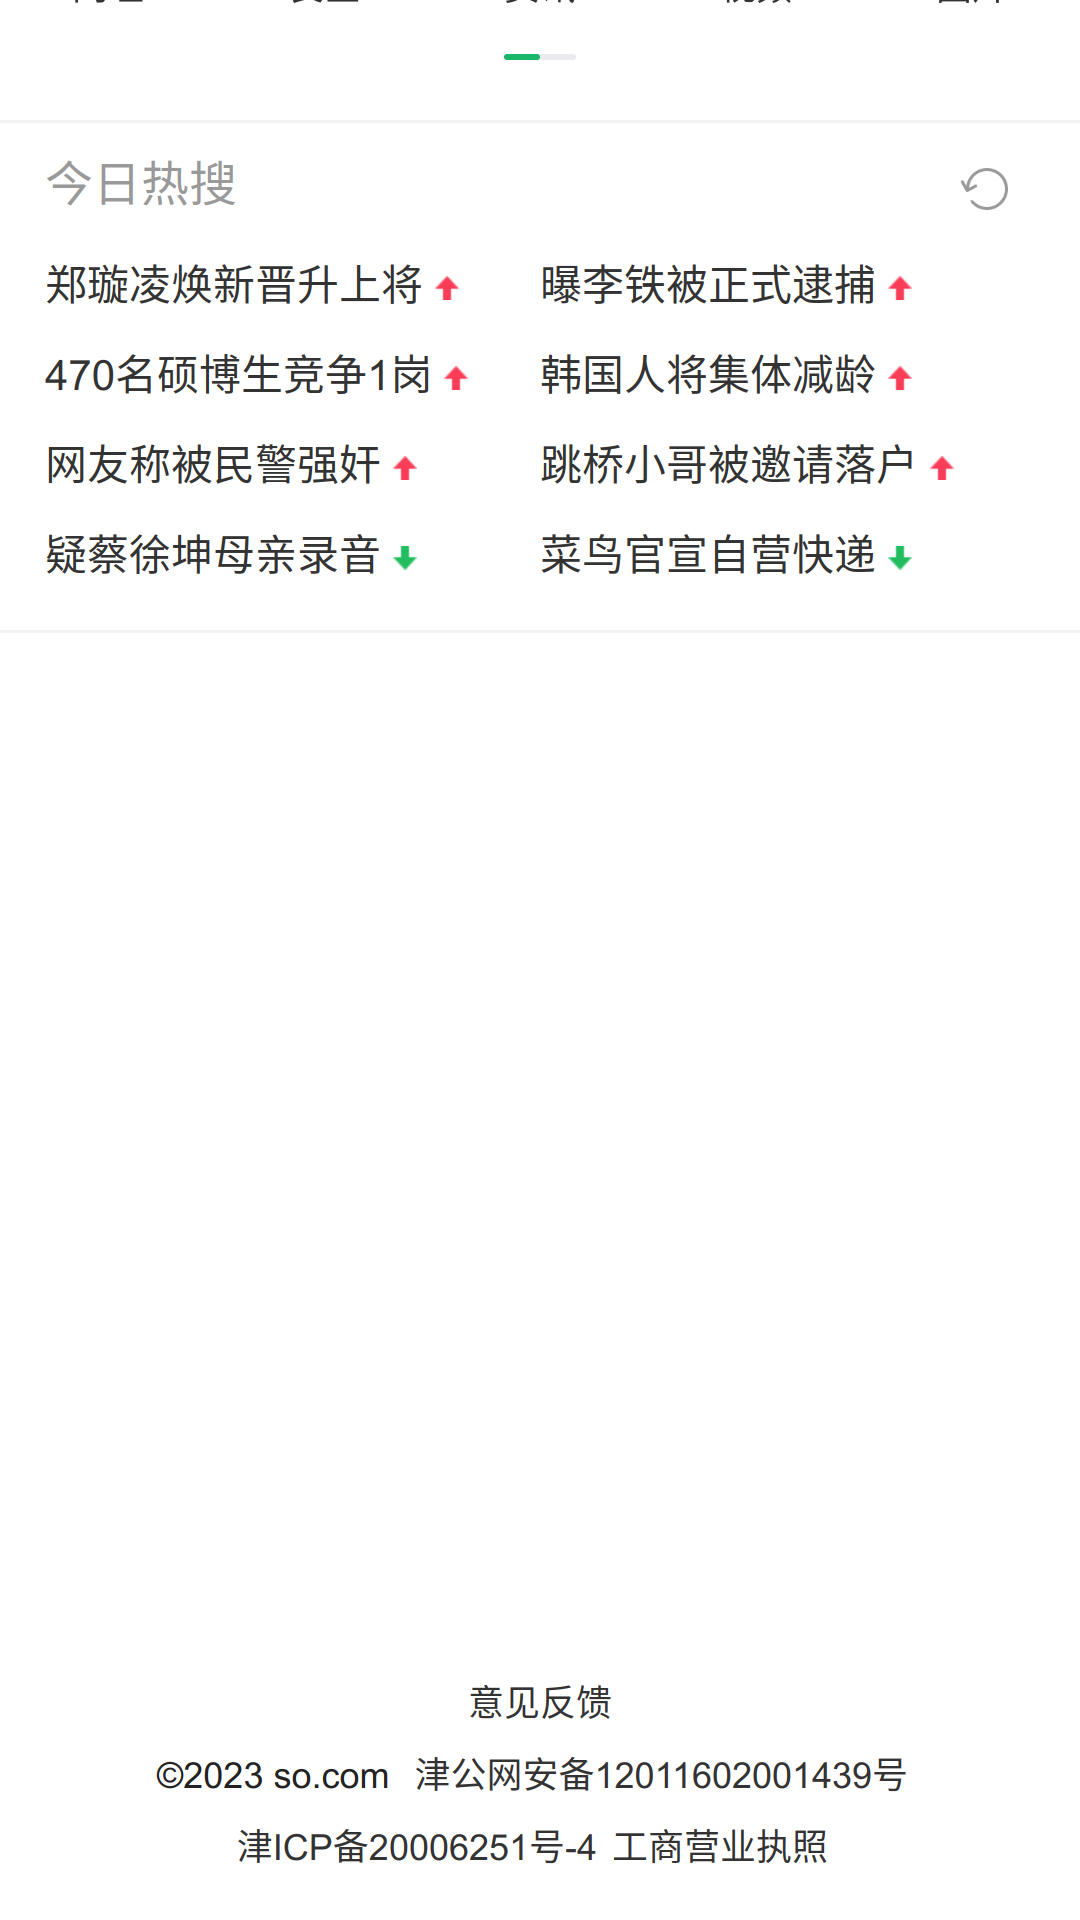 今日热搜
郑璇凌焕新晋升上将 曝李铁被正式逮捕
470名硕博生竞争1岗 韩国人将集体减龄
网友称被民警强奸 跳桥小哥被邀请落户
疑蔡徐坤母亲录音 菜鸟官宣自营快递
意见反馈
©2023 so.com 津公网安备12011602001439号
津ICP备20006251号-4 工商营业执照